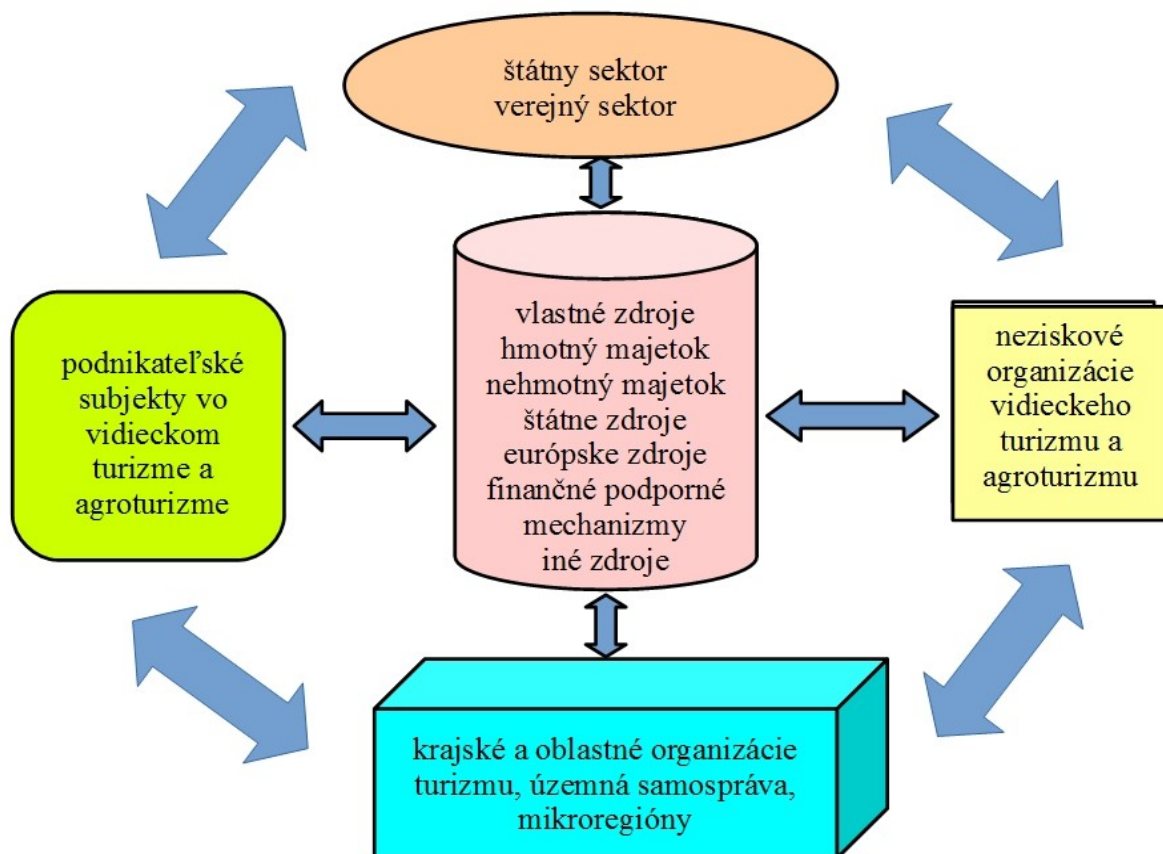 štátny sektor
verejný sektor
vlastné zdroje
hmotný majetok
nehmotný majetok
štátne zdroje
európske zdroje
finančné podporné
mechanizmy
iné zdroje
podnikateľské
subjekty vo
vidieckom
turizme a
agroturizme
neziskové
organizácie
vidieckeho
turizmu a
agroturizmu
krajské a oblastné organizácie
turizmu, územná samospráva,
mikroregióny